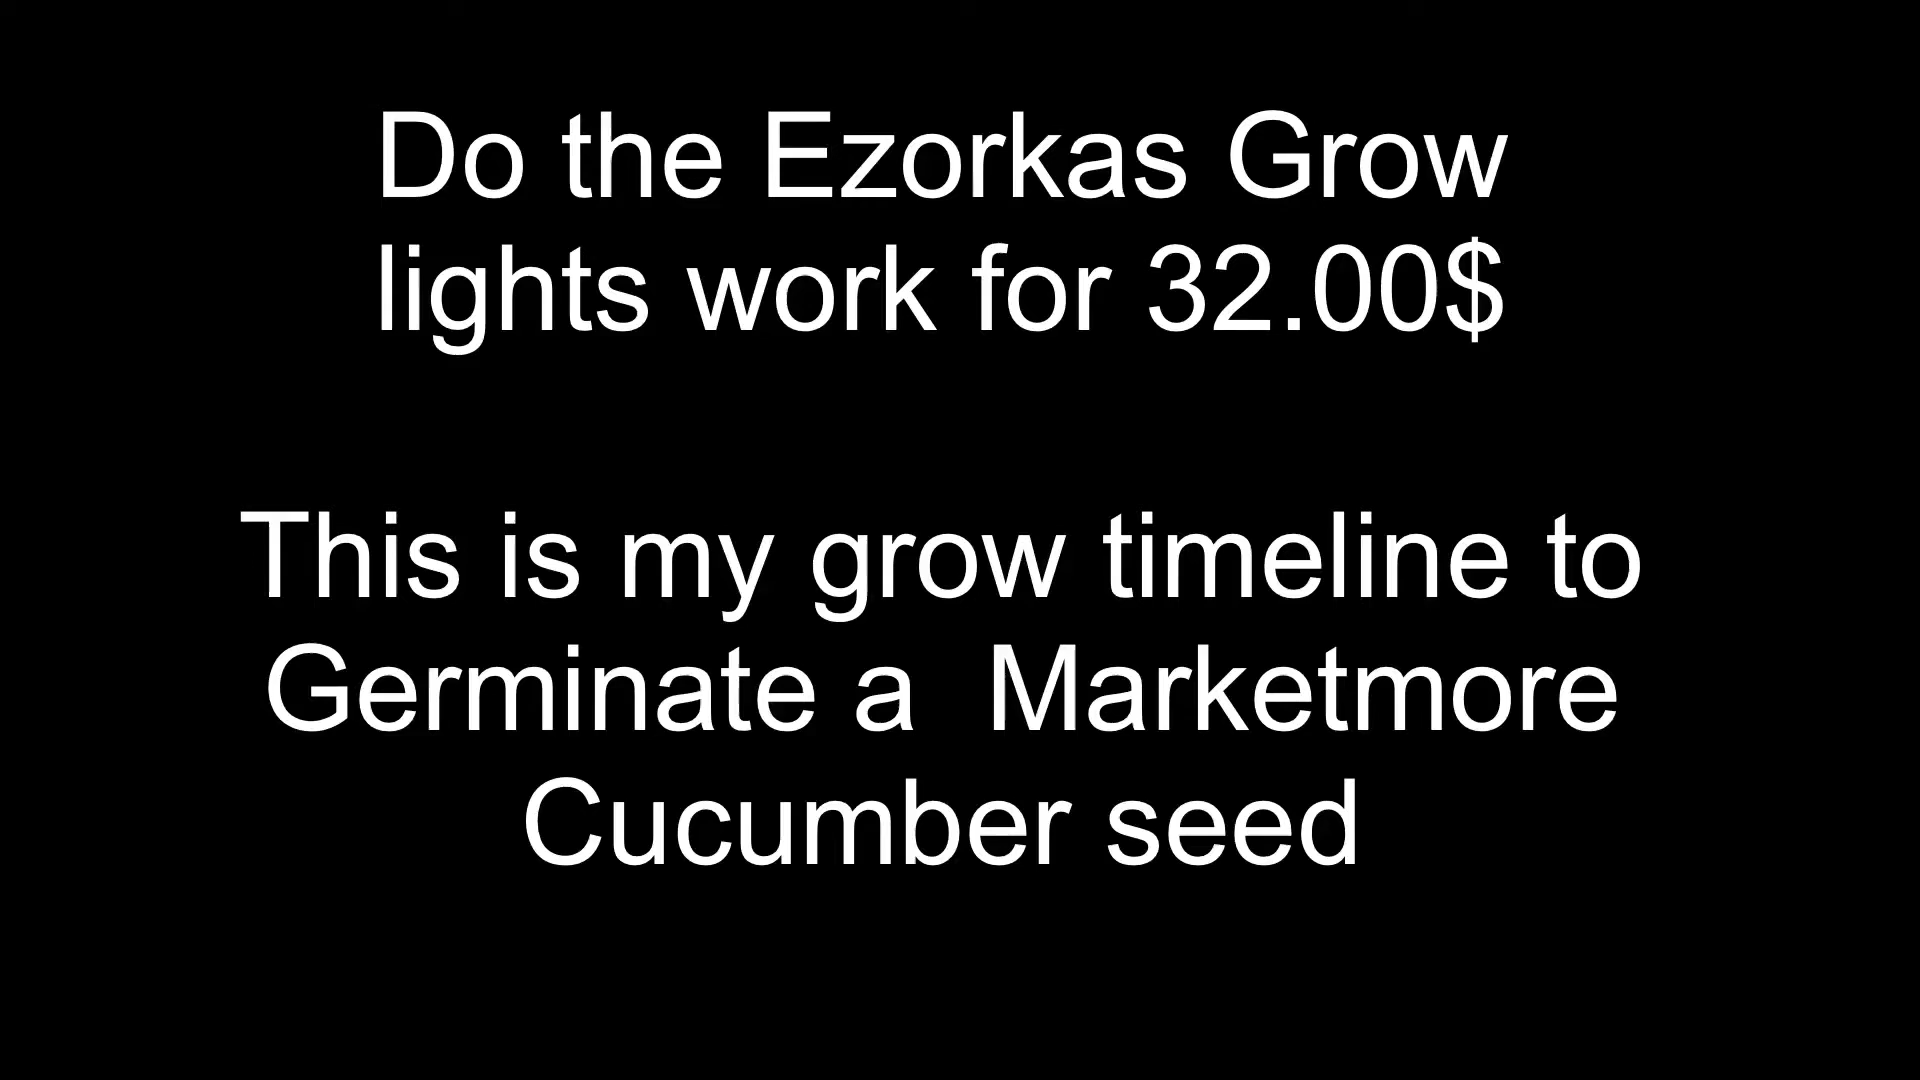 Do the Ezorkas Grow
lights work for 32.00$
This is my grow timeline to
Germinate a  Marketmore
Cucumber seed